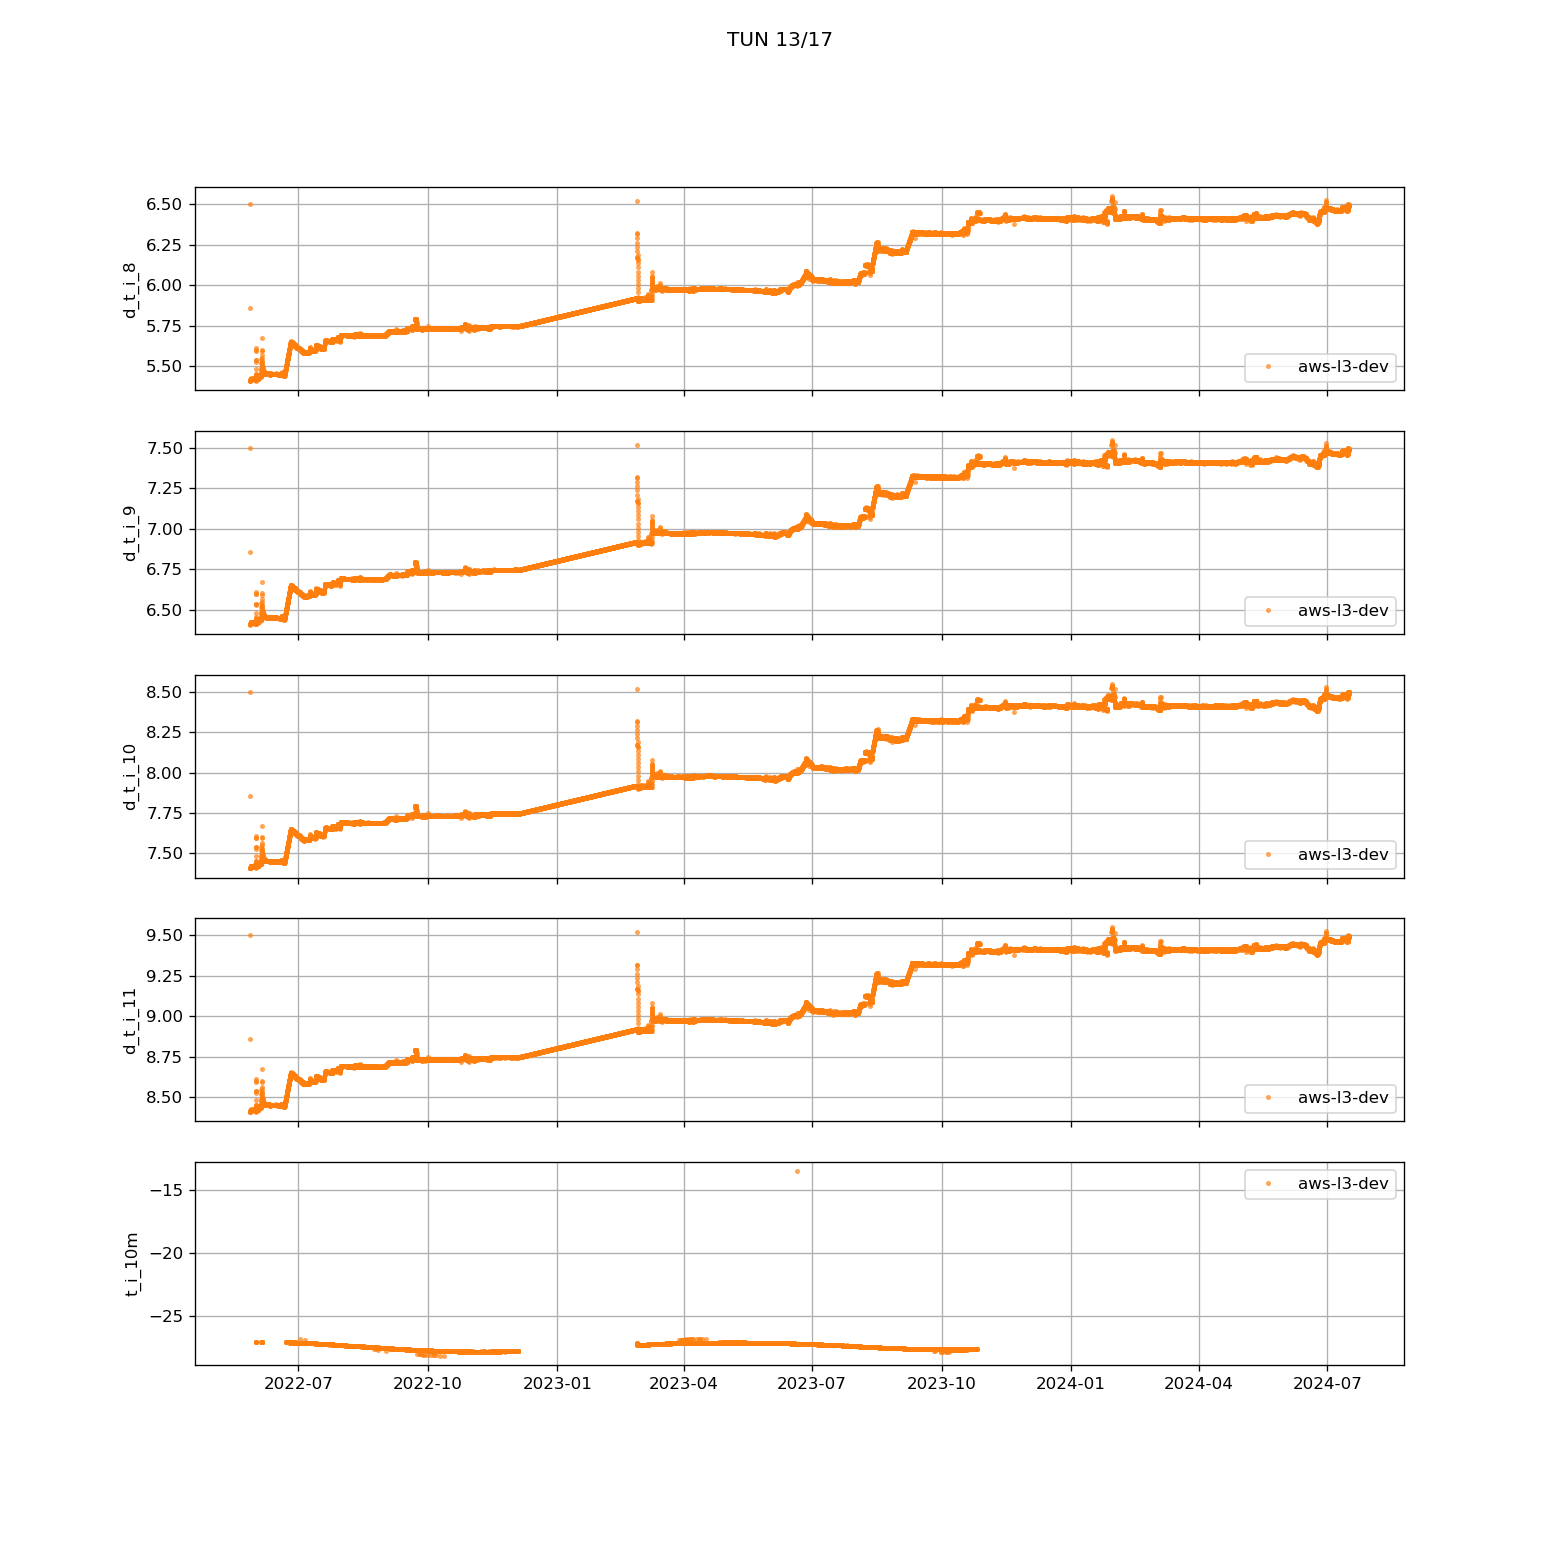 TUN 13/17
6.50
6.25
6.00
5.75
5.50
d_t_i_8
aws-l3-dev
7.50
7.25
7.00
6.75
6.50
d_t_i_9
aws-l3-dev
8.50
8.25
8.00
7.75
7.50
d_t_i_10
aws-l3-dev
9.50
9.25
9.00
8.75
8.50
d_t_i_11
aws-l3-dev
−15
−20
−25
t_i_10m
aws-l3-dev
2022-07 2022-10 2023-01 2023-04 2023-07 2023-10 2024-01 2024-04 2024-07